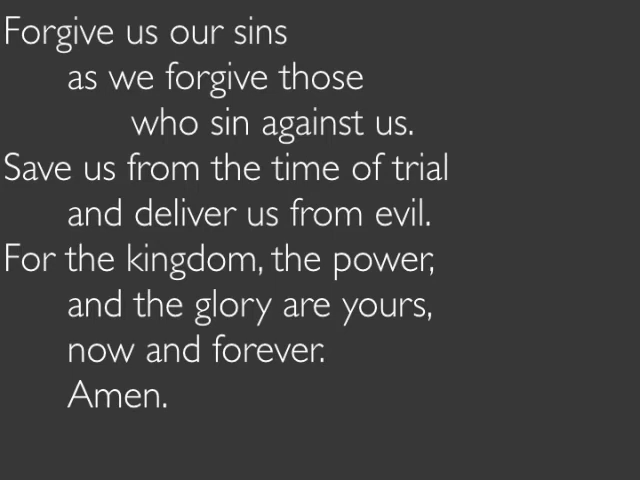 Forgive us our sins
as we forgive those
who sin against us.
Save us from the time of trial
and deliver us from evil.
For the kingdom, the power,
and the glory are yours,
now and forever.
Amen.